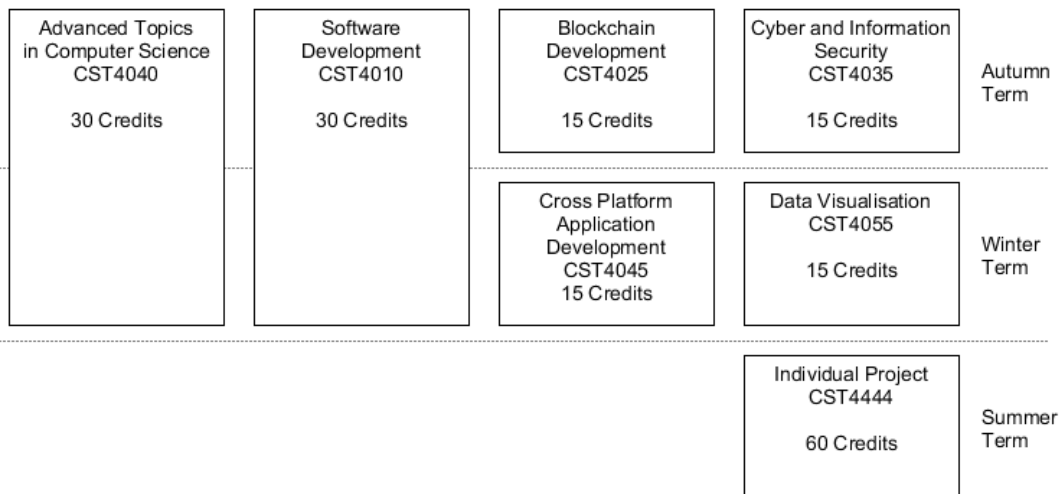 Advanced Topics
in Computer Science
CST4040
30 Credits
Software
Development
CST4010
30 Credits
Blockchain
Development
CST4025
15 Credits
Cyber and Information
Security
CST4035
15 Credits
Autumn
Term
Cross Platform
Application
Development
CST4045
15 Credits
Data Visualisation
CST4055
15 Credits
Winter
Term
Individual Project
CST4444
60 Credits
Summer
Term